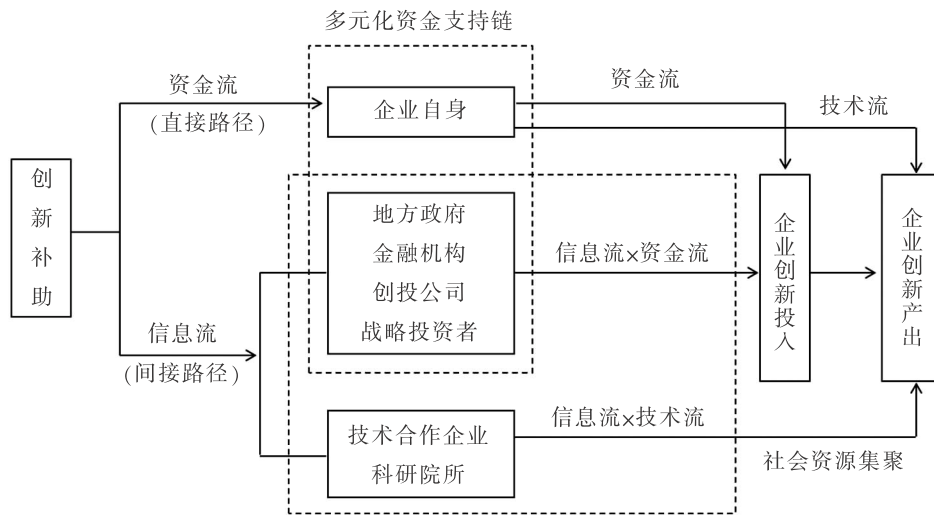 多元化资金支持链
资金流
(直接路径)
企业自身
资金流
技术流
创新补助
地方政府
金融机构
创投公司
战略投资者
信息流×资金流
企业创新投入
企业创新产出
信息流
(间接路径)
技术合作企业
科研院所
信息流×技术流
社会资源集聚